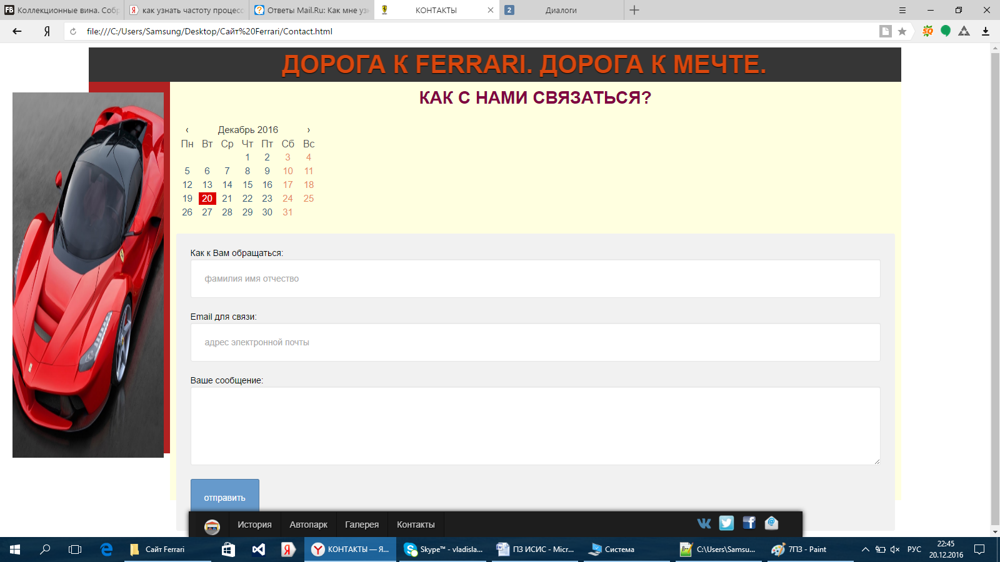 FB Коллекционные вина. Собр
Я как узнать частоту процесс
Ответы Mail.Ru: Как мне узн
КОНТАКТЫ
2 Диалоги
Я
file:///C:/Users/Samsung/Desktop/Сайт%20Ferrari/Contact.html
SQ
ДОРОГА К FERRARI. ДОРОГА К МЕЧТЕ.
КАК С НАМИ СВЯЗАТЬСЯ?
‹ Декабрь 2016 ›
Пн Вт Ср Чт Пт Сб Вс
1 2 3 4
5 6 7 8 9 10 11
12 13 14 15 16 17 18
19 20 21 22 23 24 25
26 27 28 29 30 31
Как к Вам обращаться:
фамилия имя отчество
Email для связи:
адрес электронной почты
Ваше сообщение:
отправить
История Автопарк Галерея Контакты
Сайт Ferrari
КОНТАКТЫ — Я...
Skype™ - vladisla...
ПЗ ИСИС - Micr...
Система
C:\Users\Samsu...
7ПЗ - Paint
РУС
22:45
20.12.2016